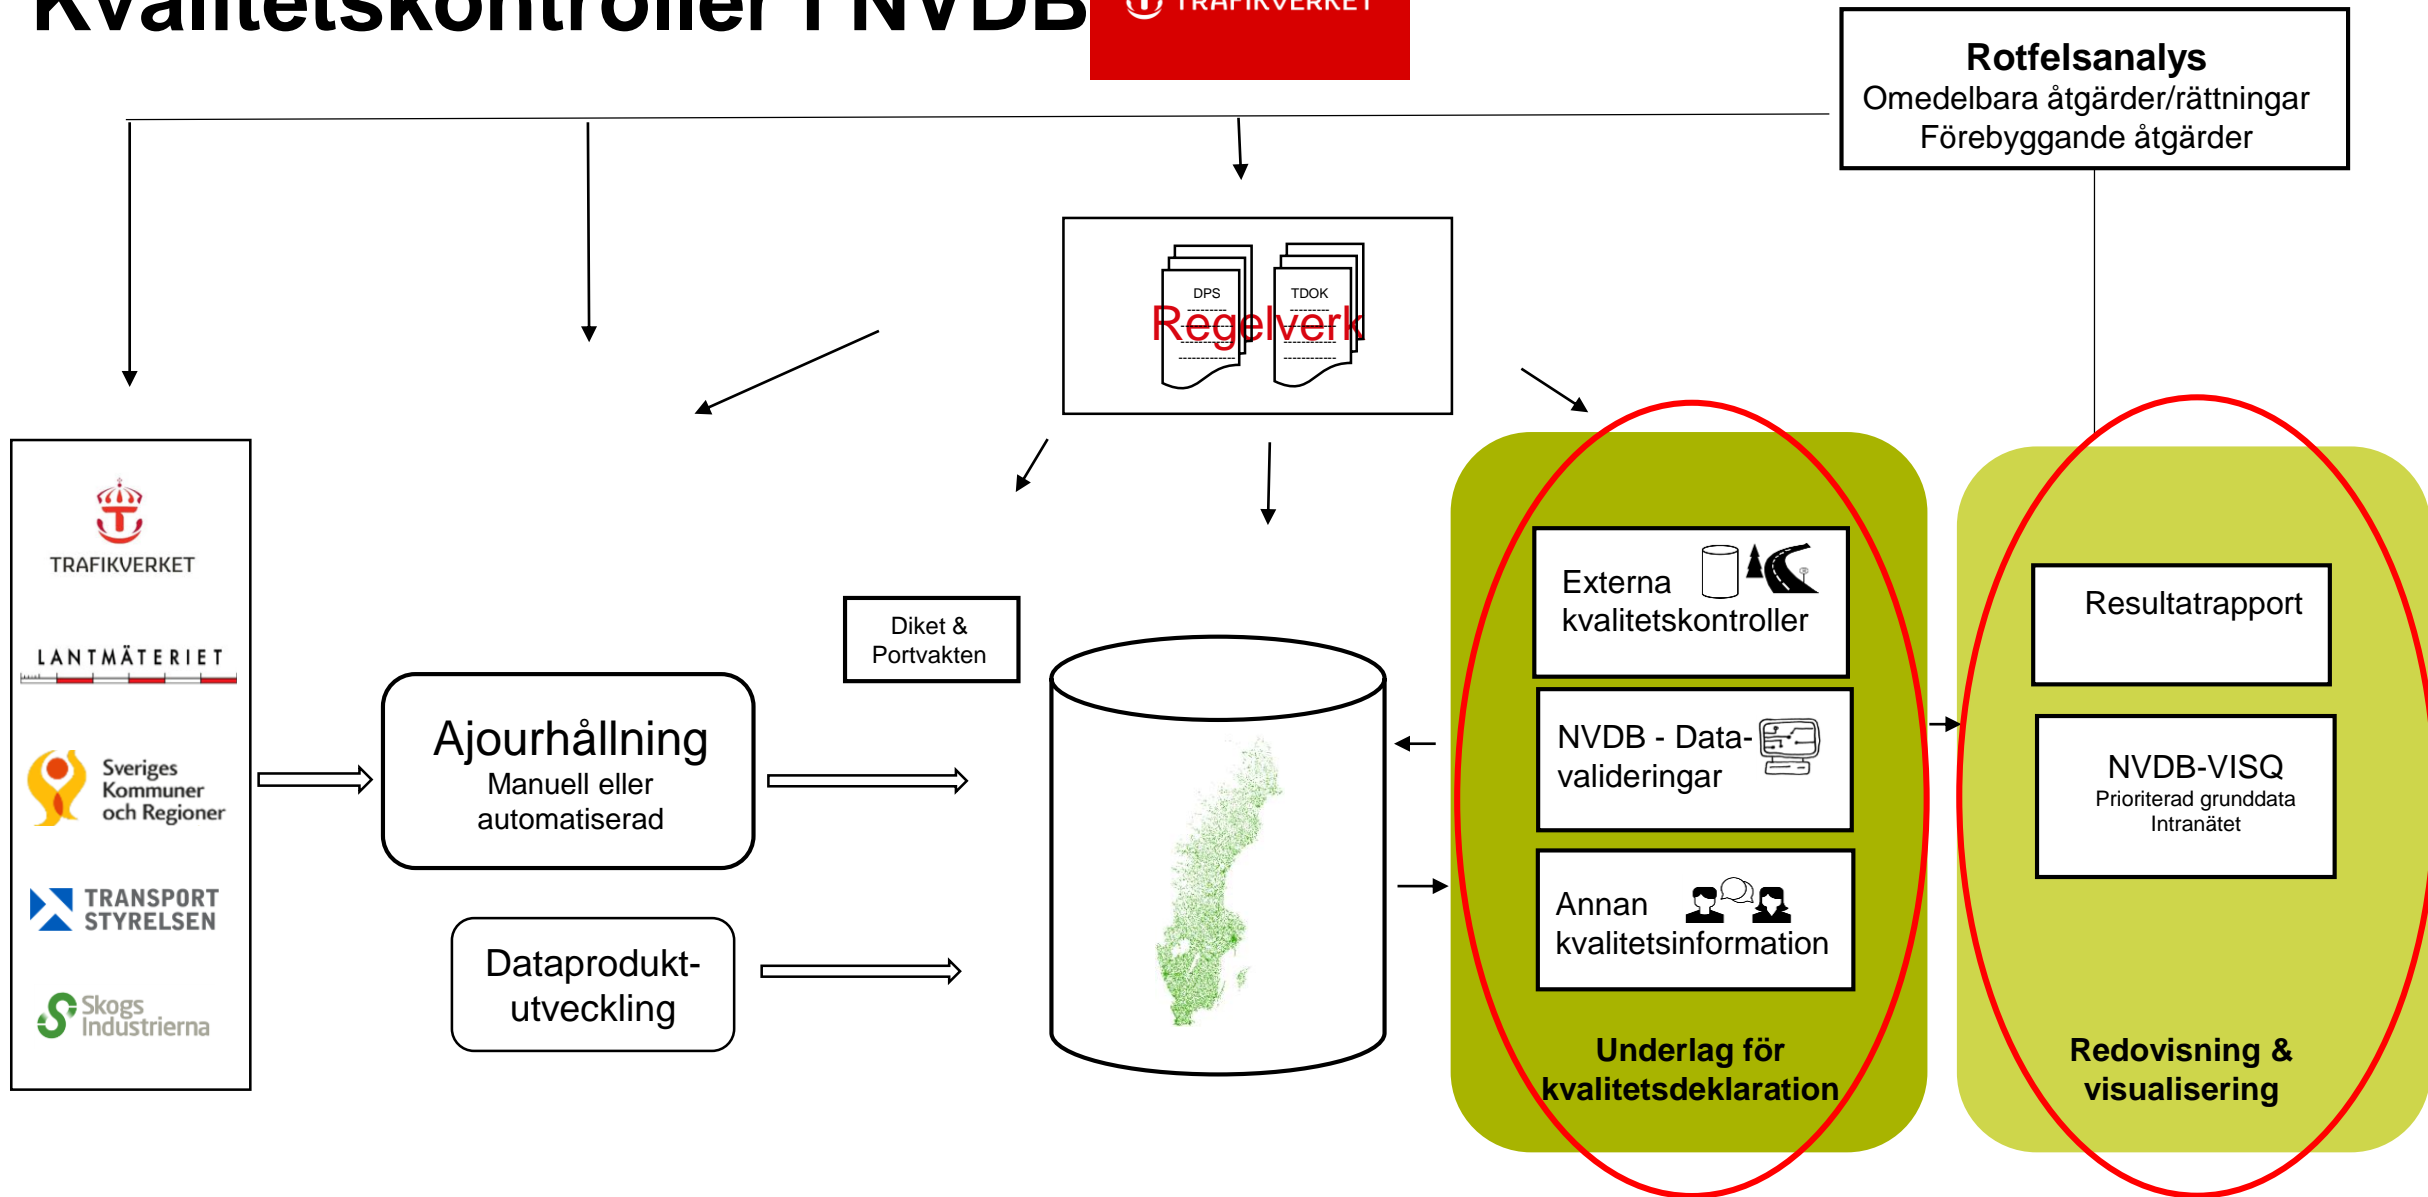 Kvalitetskontroller i NVDB
TRAFIKVERKET
Rotfelsanalys
Omedelbara åtgärder/rättningar
Förebyggande åtgärder
DPS
TDOK
Regelverk
TRAFIKVERKET
LANTMÄTERIET
Sveriges
Kommuner
och Regioner
TRANSPORT
STYRELSEN
Skogs
Industrierna
Ajourhållning
Manuell eller
automatiserad
Dataprodukt-
utveckling
Diket &
Portvakten
Externa
kvalitetskontroller
NVDB - Data-
valideringar
Annan
kvalitetsinformation
Underlag för
kvalitetsdeklaration
Resultatrapport
NVDB-VISQ
Prioriterad grunddata
Intranätet
Redovisning &
visualisering